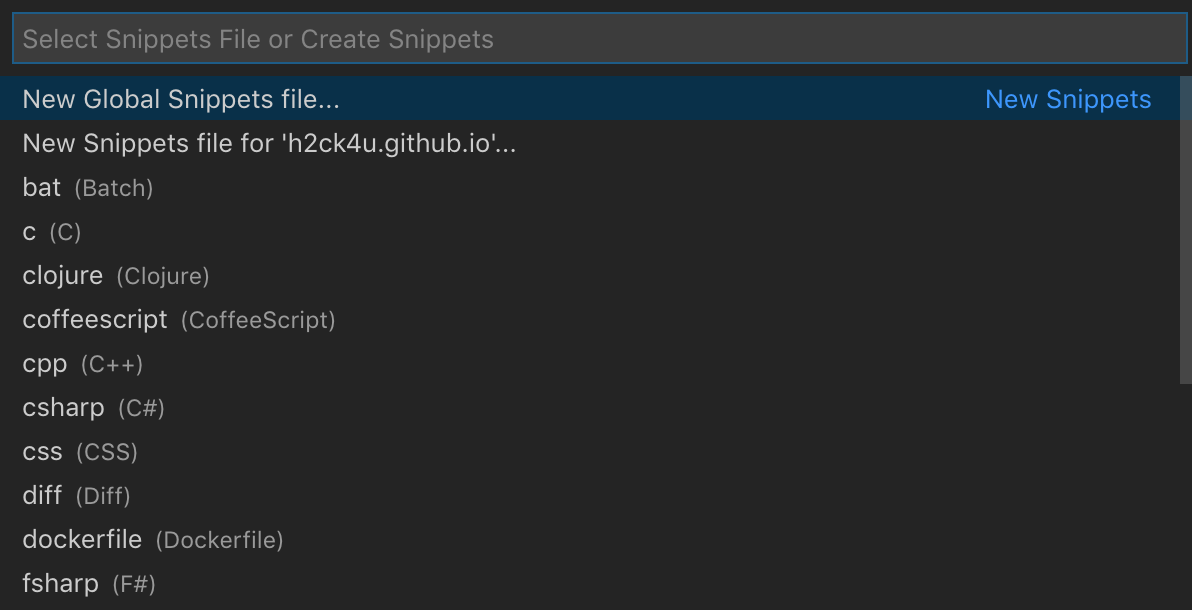 Select Snippets File or Create Snippets
New Global Snippets file... New Snippets
New Snippets file for 'h2ck4u.github.io'...
bat (Batch)
c (C)
clojure (Clojure)
coffeescript (CoffeeScript)
cpp (C++)
csharp (C#)
css (CSS)
diff (Diff)
dockerfile (Dockerfile)
fsharp (F#)